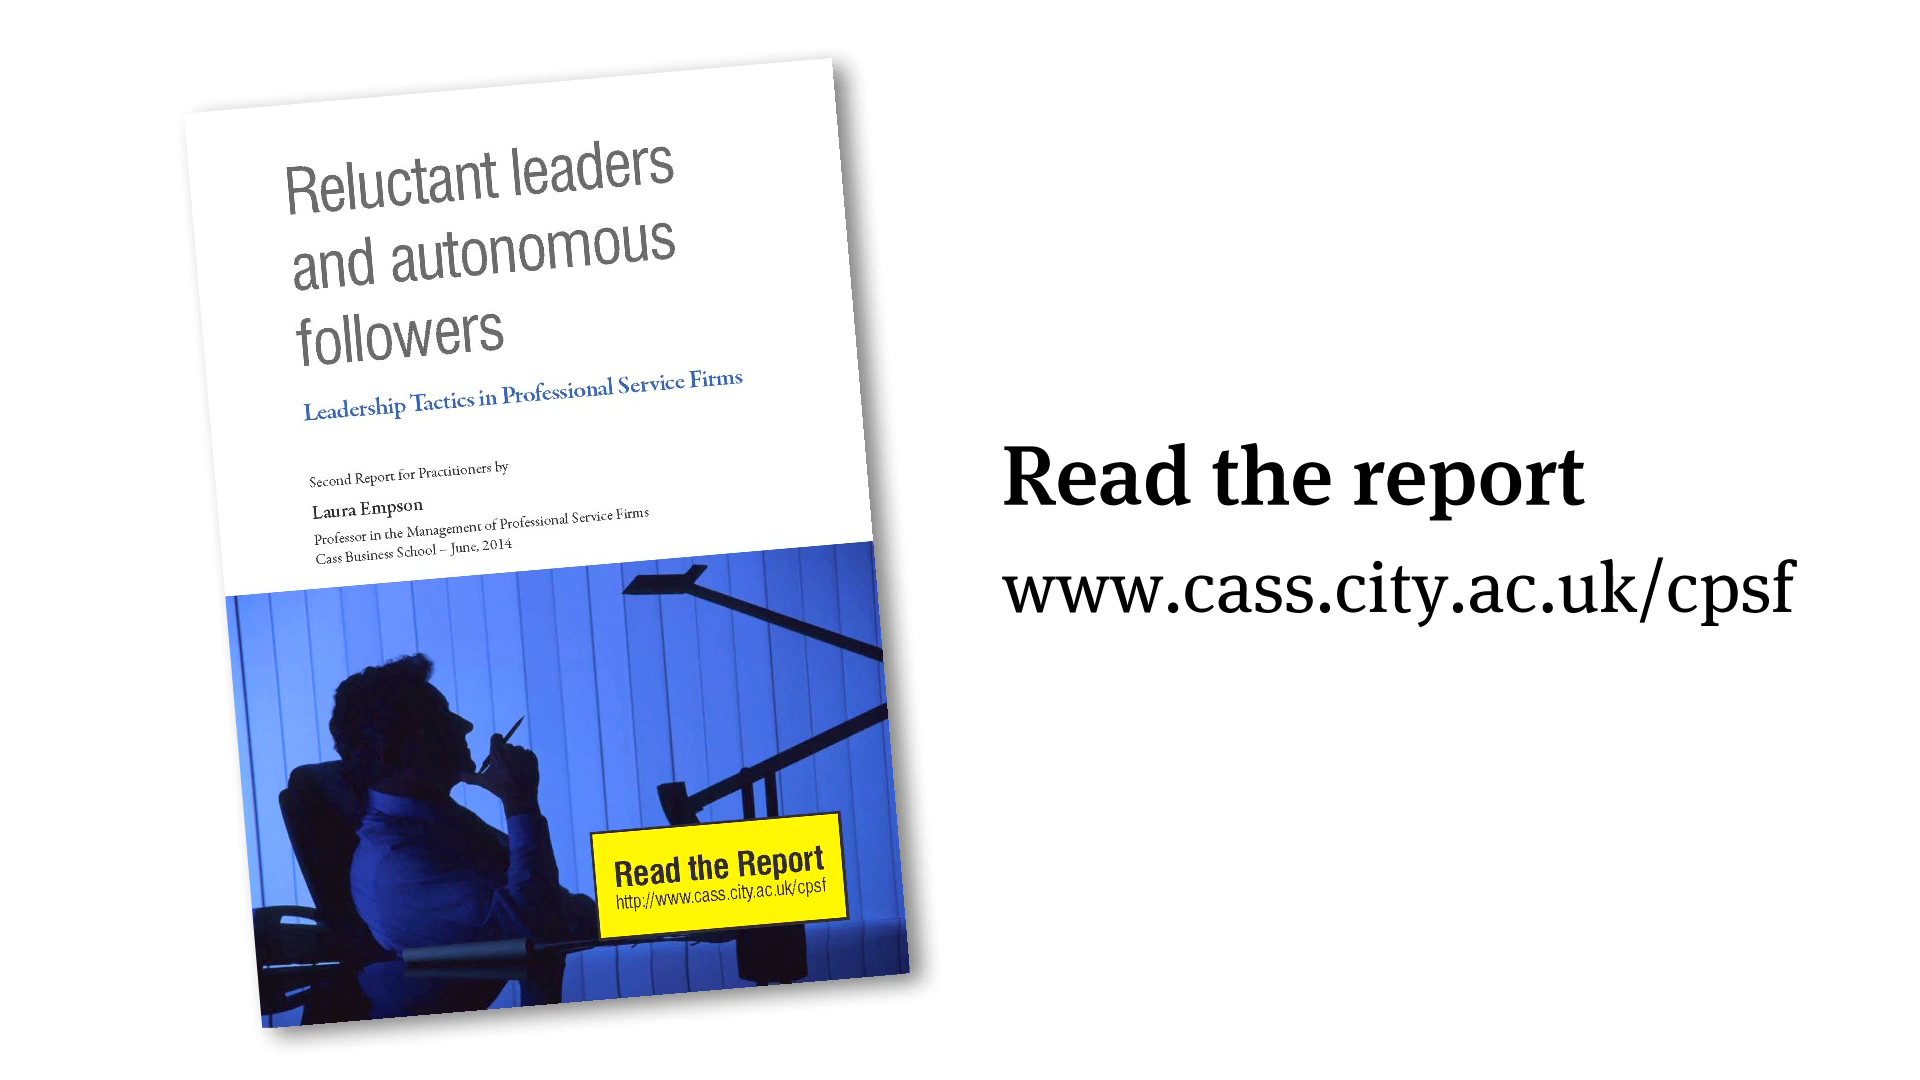 Reluctant leaders
and autonomous
followers
Leadership Tactics in Professional Service Firms
Second Report for Practitioners by
Laura Empson
Professor in the Management of Professional Service Firms
Cass Business School – June, 2014
Read the Report
http://www.cass.city.ac.uk/cpsf
Read the report
www.cass.city.ac.uk/cpsf